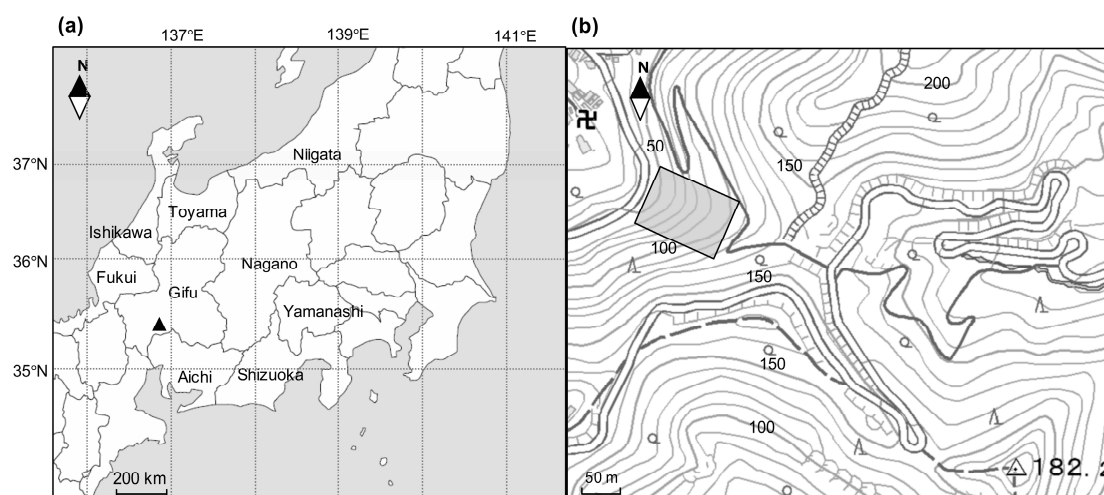 (a)
137°E 139°E 141°E
N
37°N
Niigata
Toyama
Ishikawa
36°N
Fukui
Nagano
Gifu
Yamanashi
35°N
Aichi
Shizuoka
200 km
(b)
N
200
卍
50
150
100
150
150
100
182.2
50 m